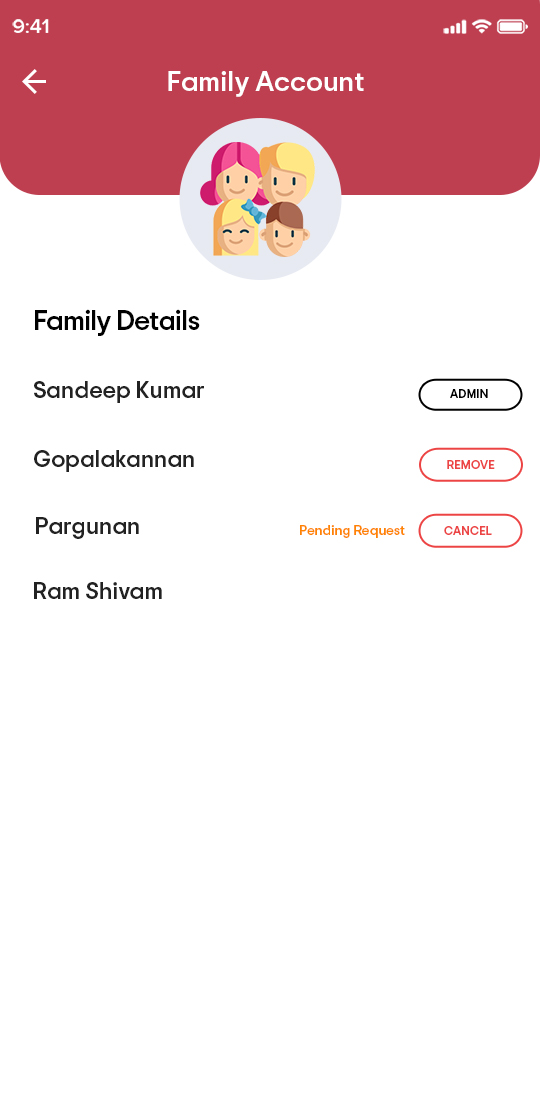 9:41
Family Account
Family Details
Sandeep Kumar ADMIN
Gopalakannan REMOVE
Pargunan Pending Request CANCEL
Ram Shivam